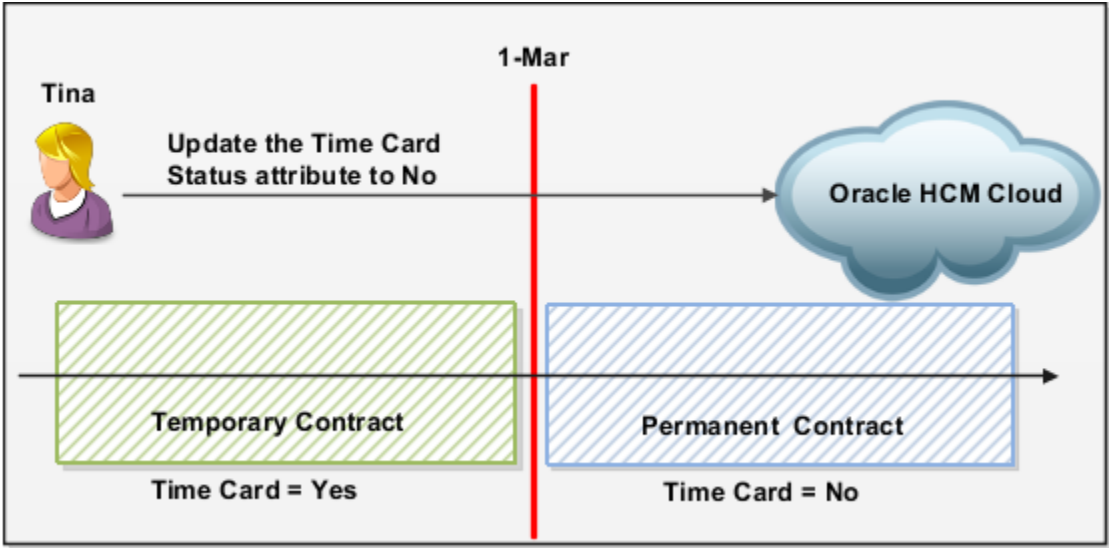 1-Mar
Tina
Update the Time Card
Status attribute to No
Oracle HCM Cloud
Temporary Contract
Permanent Contract
Time Card = Yes
Time Card = No